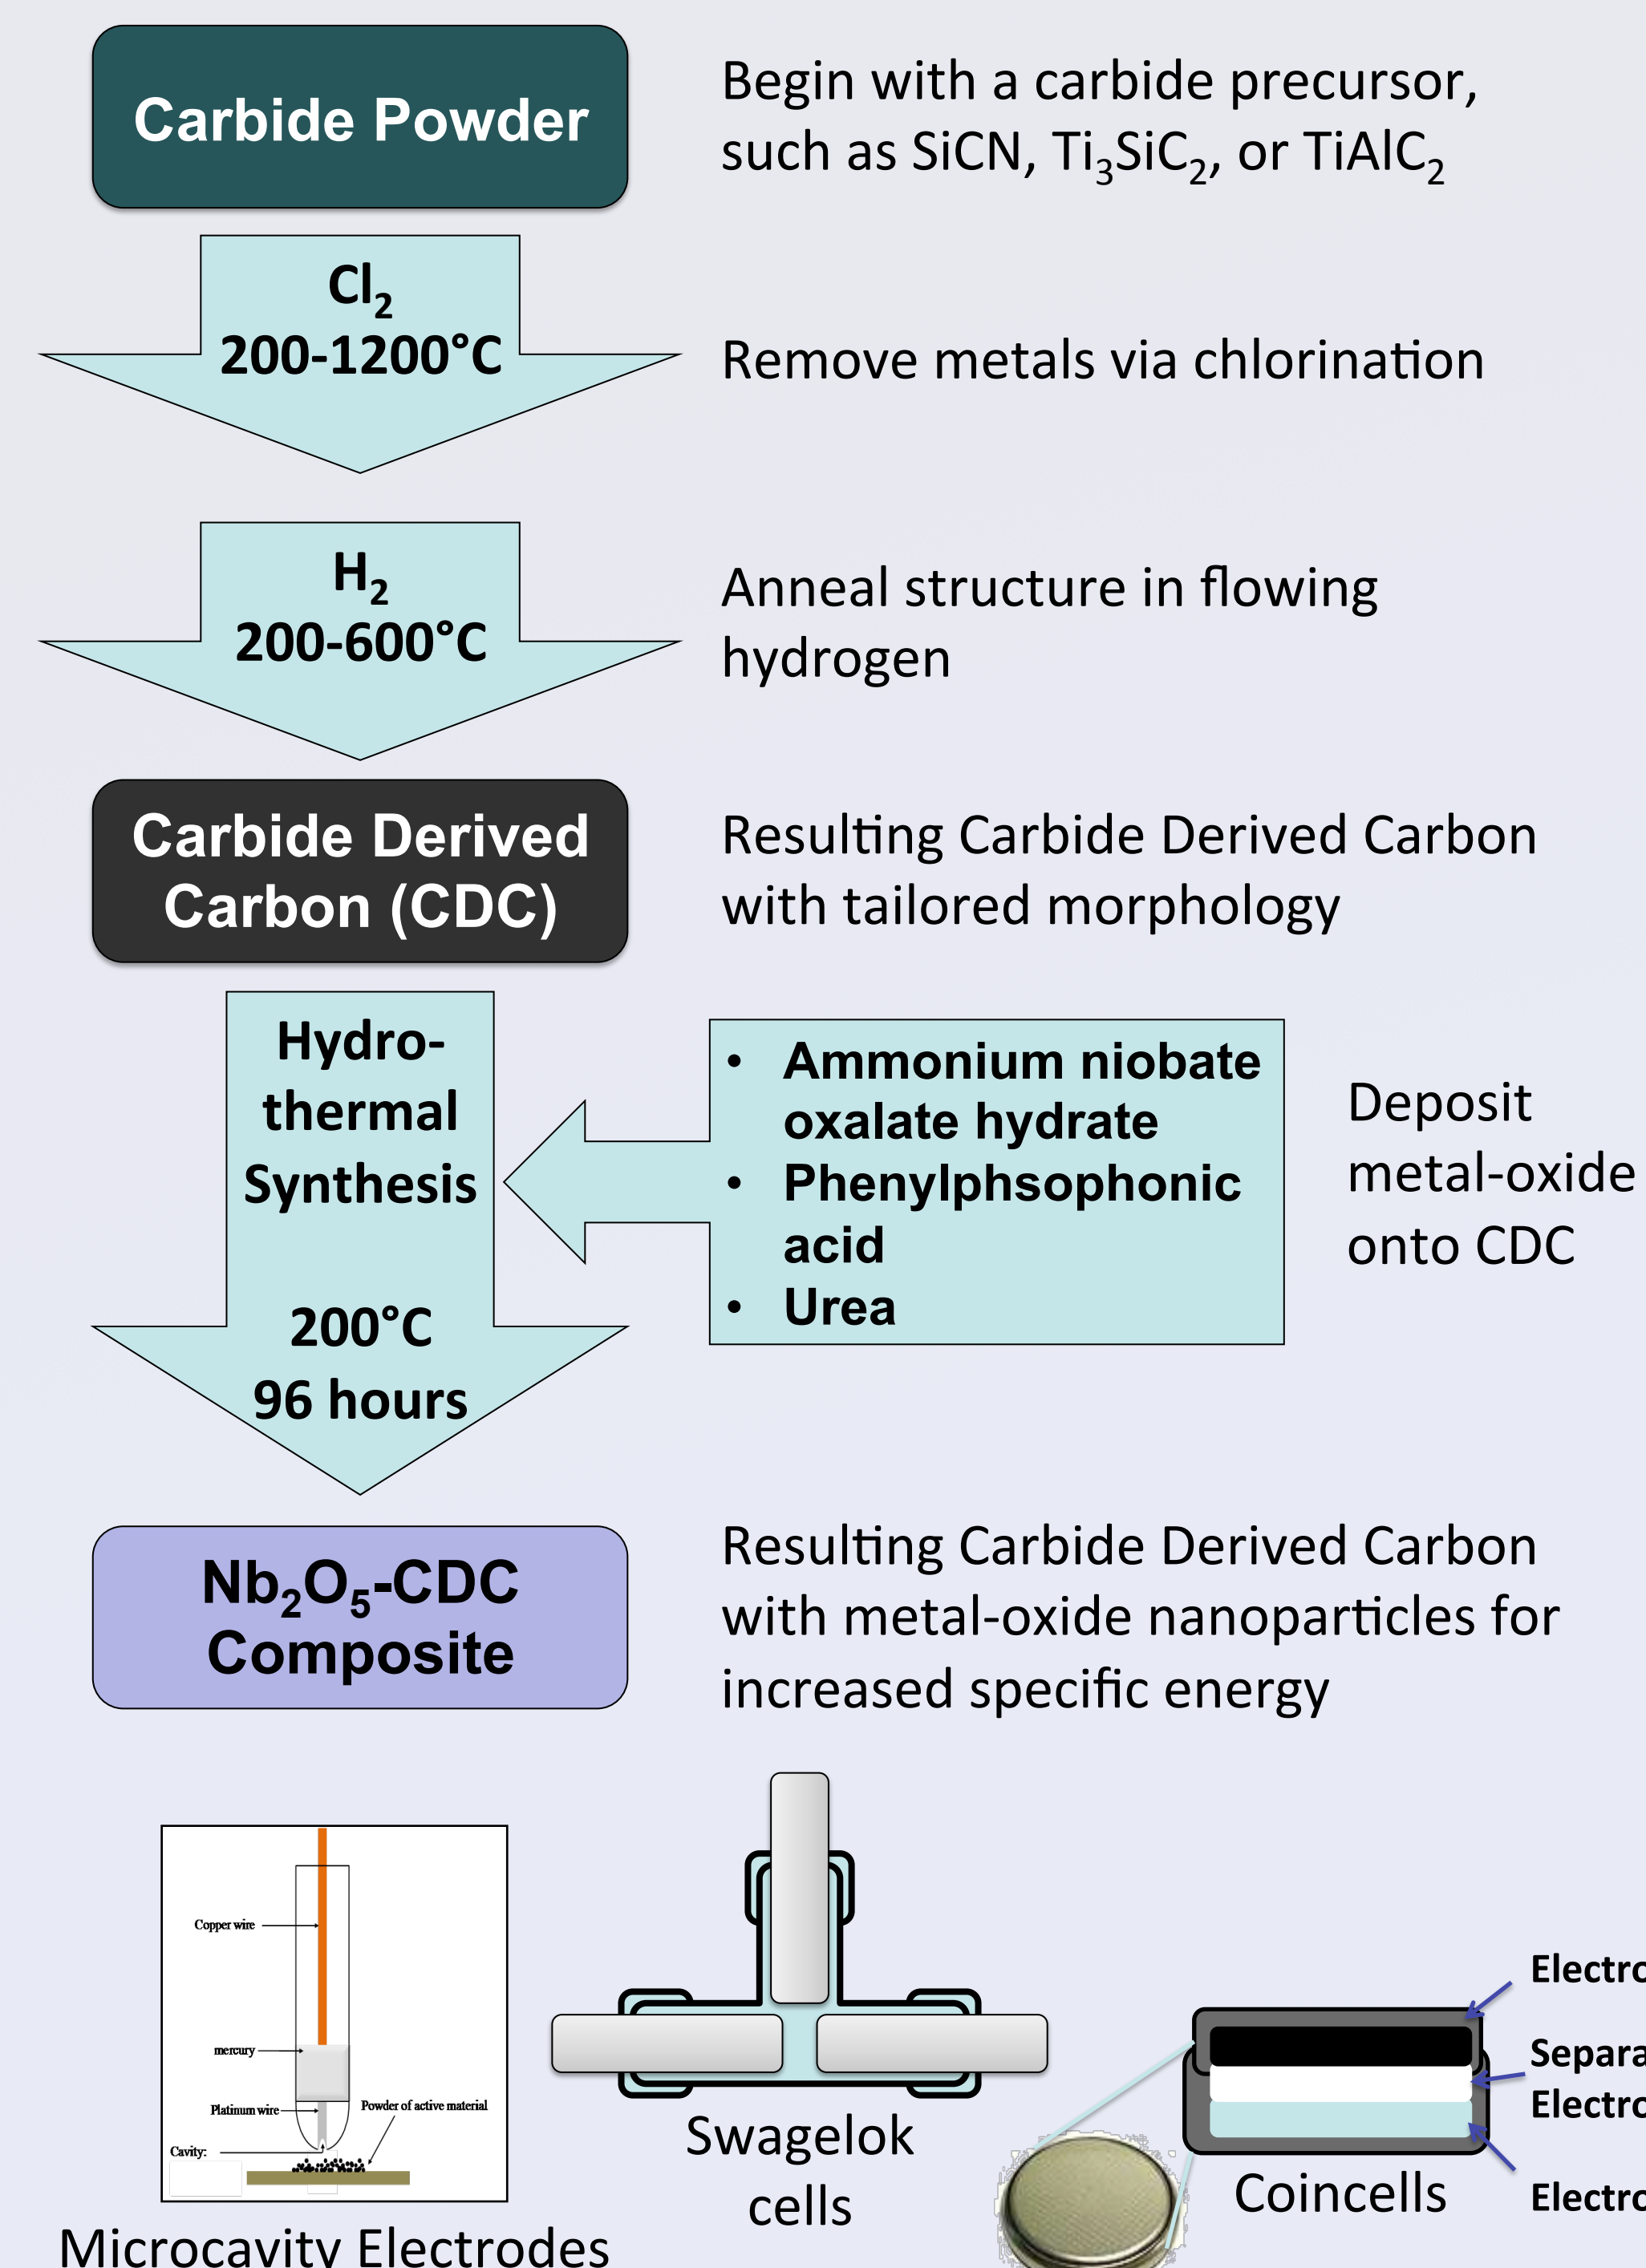 Carbide Powder
Begin with a carbide precursor,
such as SiCN, Ti₃SiC₂, or TiAlC₂
Cl₂
200-1200°C
Remove metals via chlorination
H₂
200-600°C
Anneal structure in flowing
hydrogen
Carbide Derived
Carbon (CDC)
Resulting Carbide Derived Carbon
with tailored morphology
Hydro-
thermal
Synthesis
200°C
96 hours
• Ammonium niobate
oxalate hydrate
• Phenylphsophonic
acid
• Urea
Deposit
metal-oxide
onto CDC
Nb₂O₅-CDC
Composite
Resulting Carbide Derived Carbon
with metal-oxide nanoparticles for
increased specific energy
Copper wire
mercury
Platinum wire
Powder of active material
Cavity:
Microcavity Electrodes
Swagelok
cells
Electro
Separa
Electro
Electro
Coincells